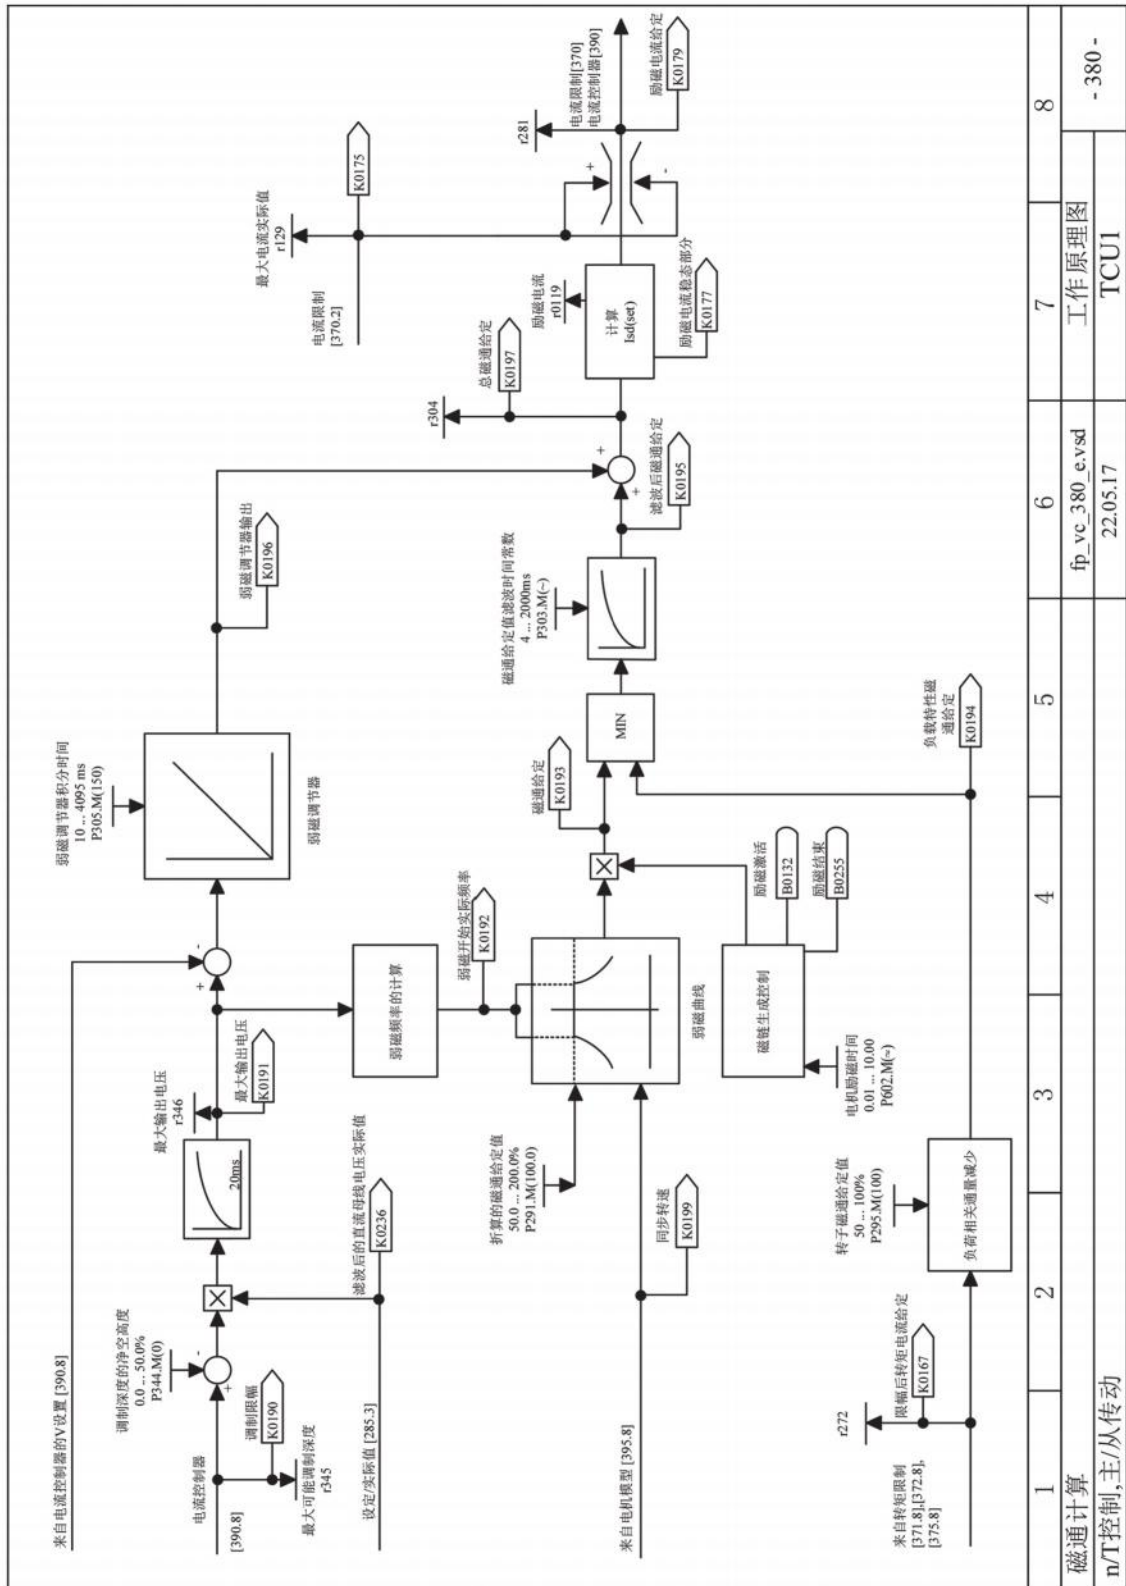 来自电流控制器的V设置 [390.8]
调制深度的净空高度
0.0 ... 50.0%
P344.M(0)
电流控制器
[390.8]
调制限幅
K0190
最大可能调制深度
r345
设定/实际值 [285.3]
滤波后的直流母线电压实际值
K0236
20ms
最大输出电压
r346
最大输出电压
K0191
弱磁调节器积分时间
10 ... 4095 ms
P305.M(150)
弱磁调节器
弱磁调节器输出
K0196
弱磁频率的计算
弱磁开始实际频率
K0192
折算的磁通给定值
50.0 ... 200.0%
P291.M(100.0)
来自电机模型 [395.8]
同步转速
K0199
弱磁曲线
磁通给定
K0193
磁链生成控制
电机励磁时间
0.01 ... 10.00
P602.M(~)
励磁激活
B0132
励磁结束
B0255
MIN
磁通给定值滤波时间常数
4 ... 2000ms
P303.M(~)
滤波后磁通给定
K0195
r304
总磁通给定
K0197
计算
Isd(set)
励磁电流
r0119
励磁电流稳态部分
K0177
电流限制
[370.2]
最大电流实际值
r129
K0175
r281
电流限制[370]
电流控制器[390]
励磁电流给定
K0179
来自转矩限制
[371.8],[372.8],
[375.8]
r272
限幅后转矩电流给定
K0167
转子磁通给定值
50 ... 100%
P295.M(100)
负荷相关通量减少
负载特性磁
通给定
K0194
1 2 3 4 5 6 7 8
磁通计算 fp_vc_380_e.vsd 工作原理图 - 380 -
n/T控制,主/从传动 22.05.17 TCU1